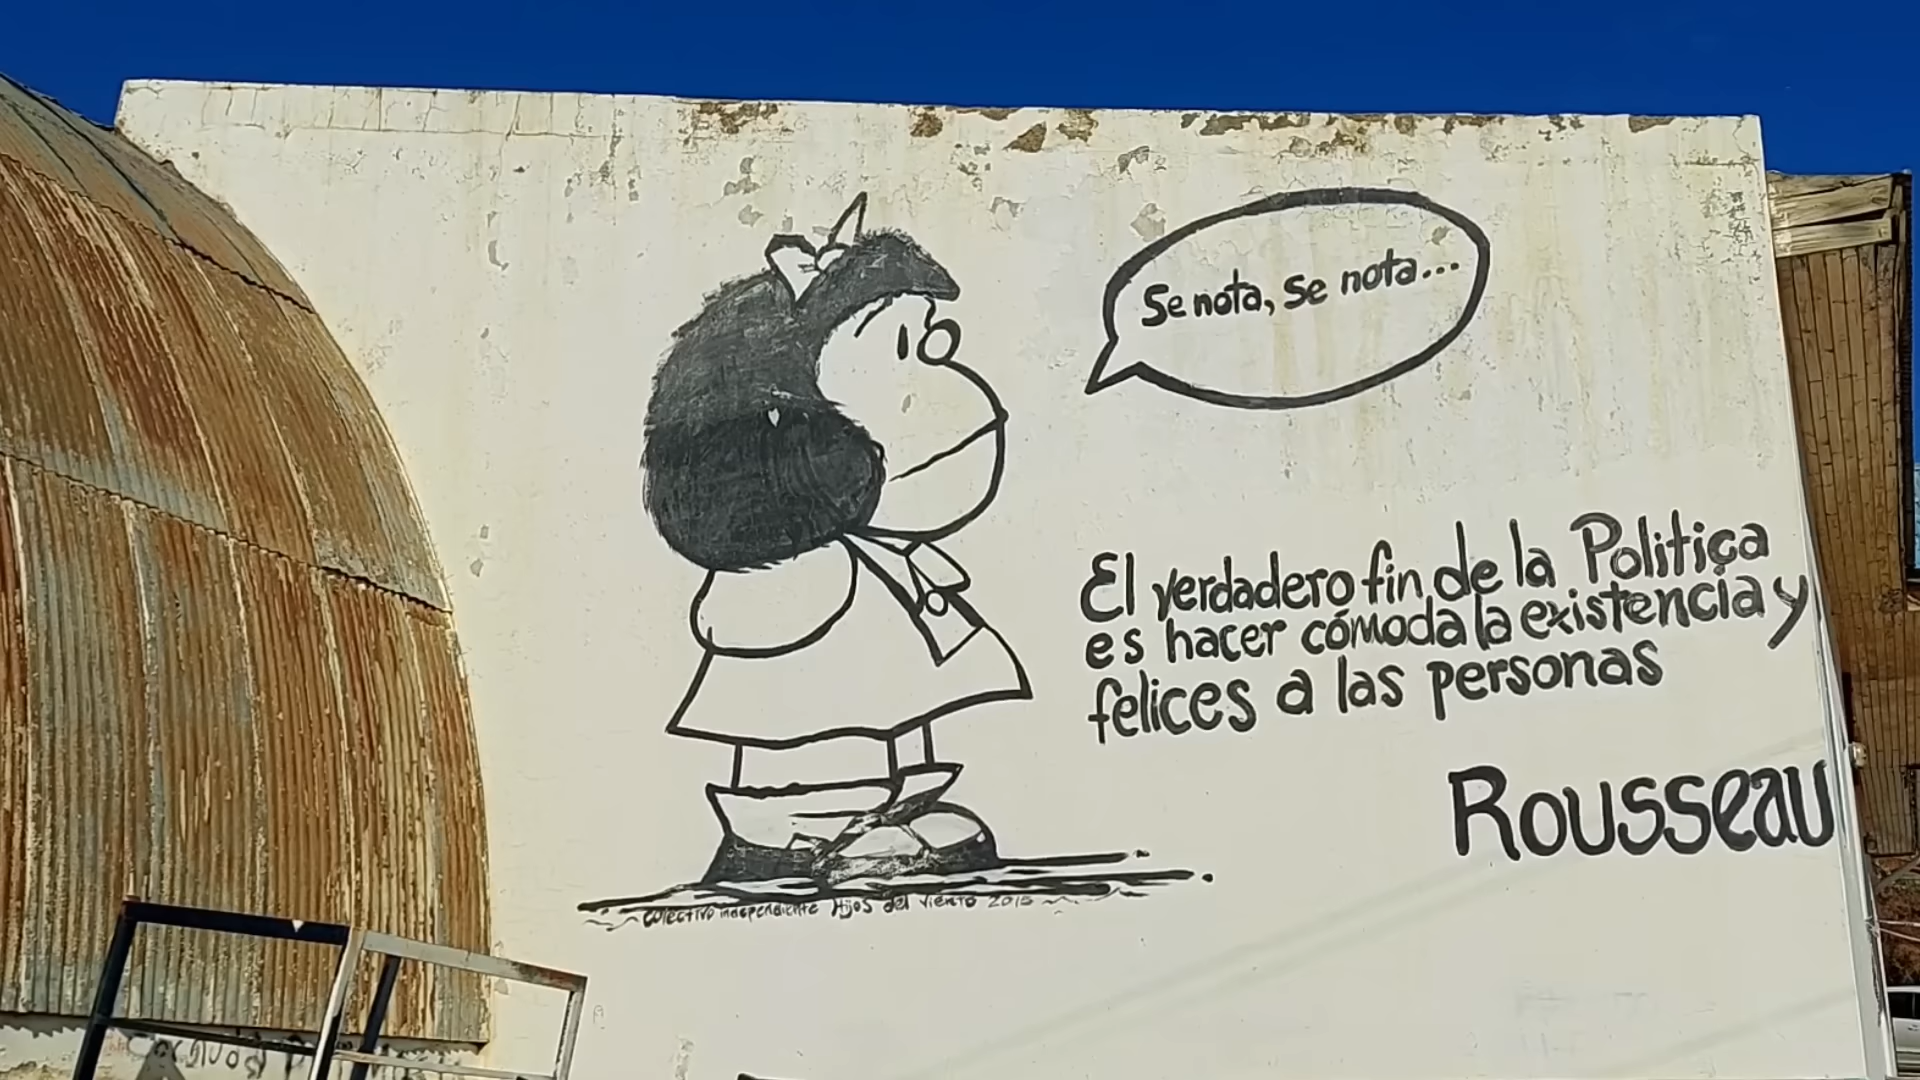 Se nota, se nota...
El verdadero fin de la Politica
es hacer cómoda la existencia y
felices a las personas
Rousseau
Colectivo independiente Hijos del viento